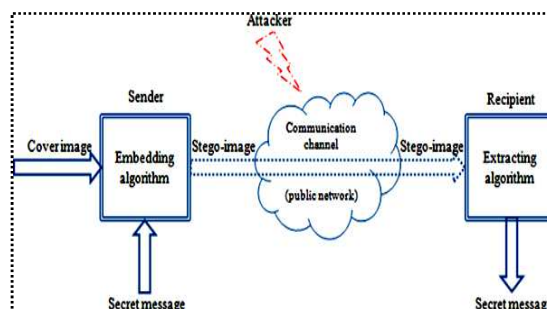 Attacker
Sender
Recipient
Communication
channel
Cover image
Stego-image
Stego-image
Embedding
algorithm
Extracting
algorithm
(public network)
Secret message
Secret message